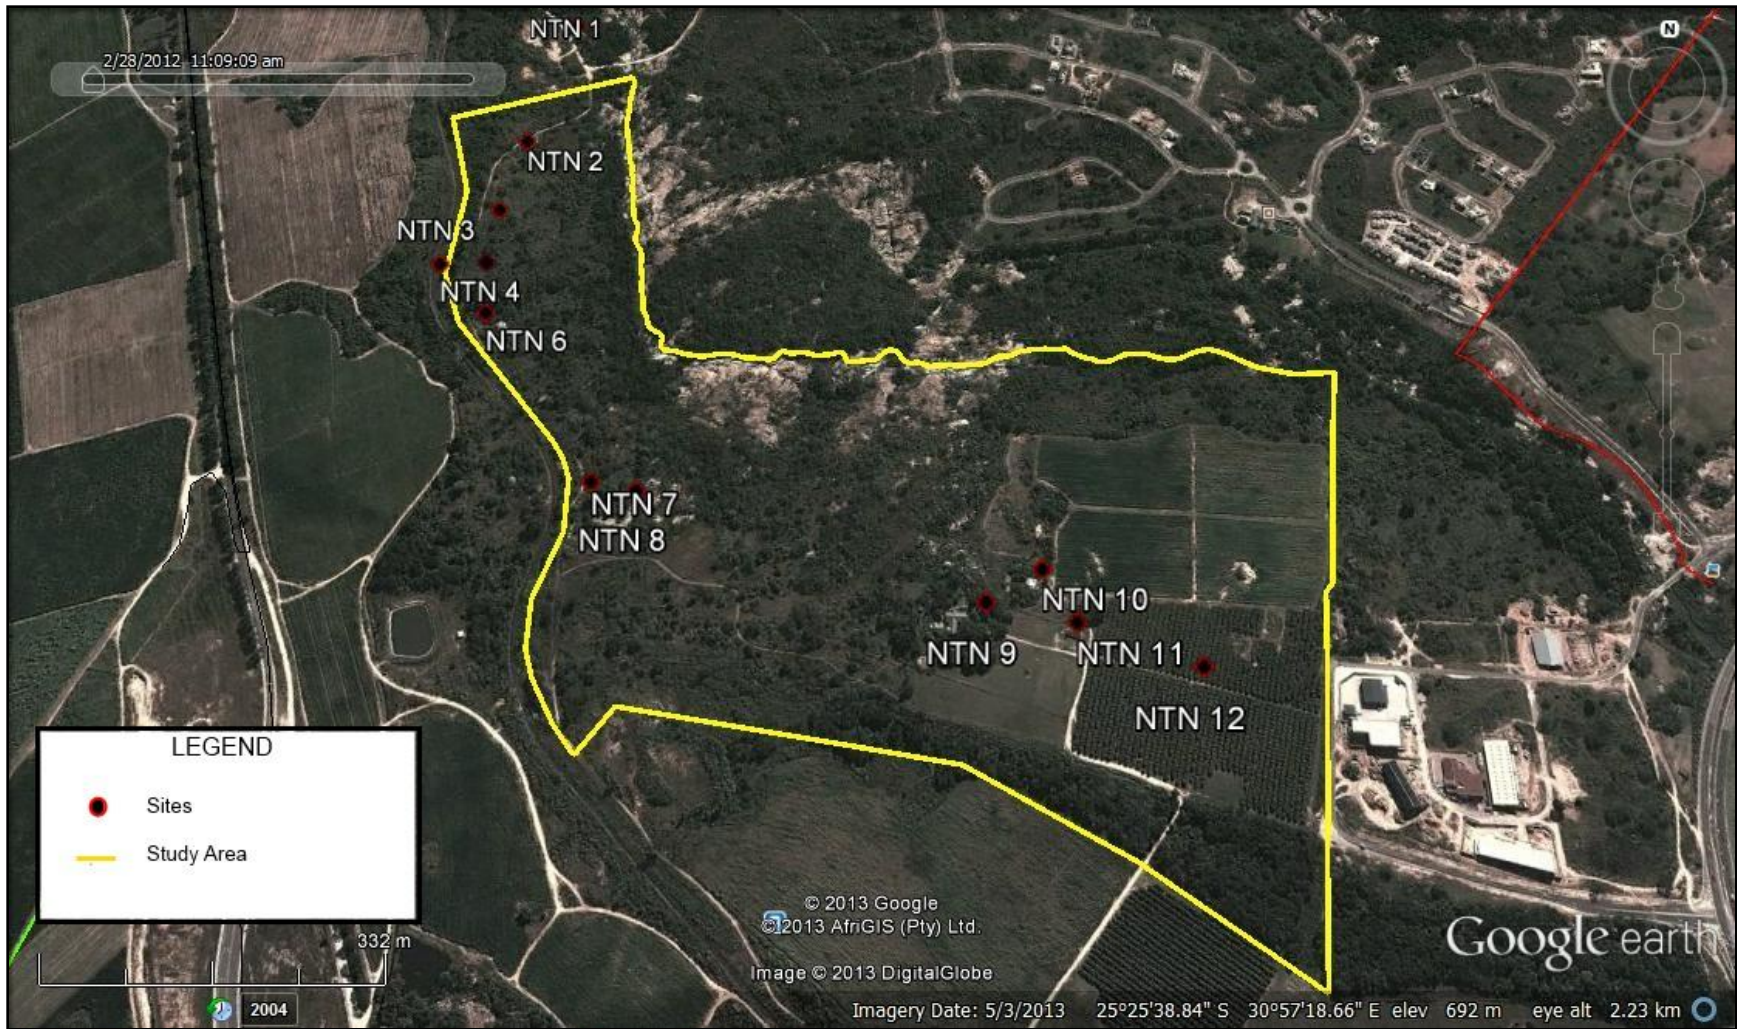 NTN 1
2/28/2012 11:09:09 am
N
NTN 2
NTN 3
NTN 4
NTN 6
NTN 7
NTN 8
NTN 10
NTN 9
NTN 11
NTN 12
LEGEND
Sites
Study Area
332 m
2004
© 2013 Google
© 2013 AfriGIS (Pty) Ltd.
Image © 2013 DigitalGlobe
Google earth
Imagery Date: 5/3/2013 25°25'38.84" S 30°57'18.66" E elev 692 m eye alt 2.23 km